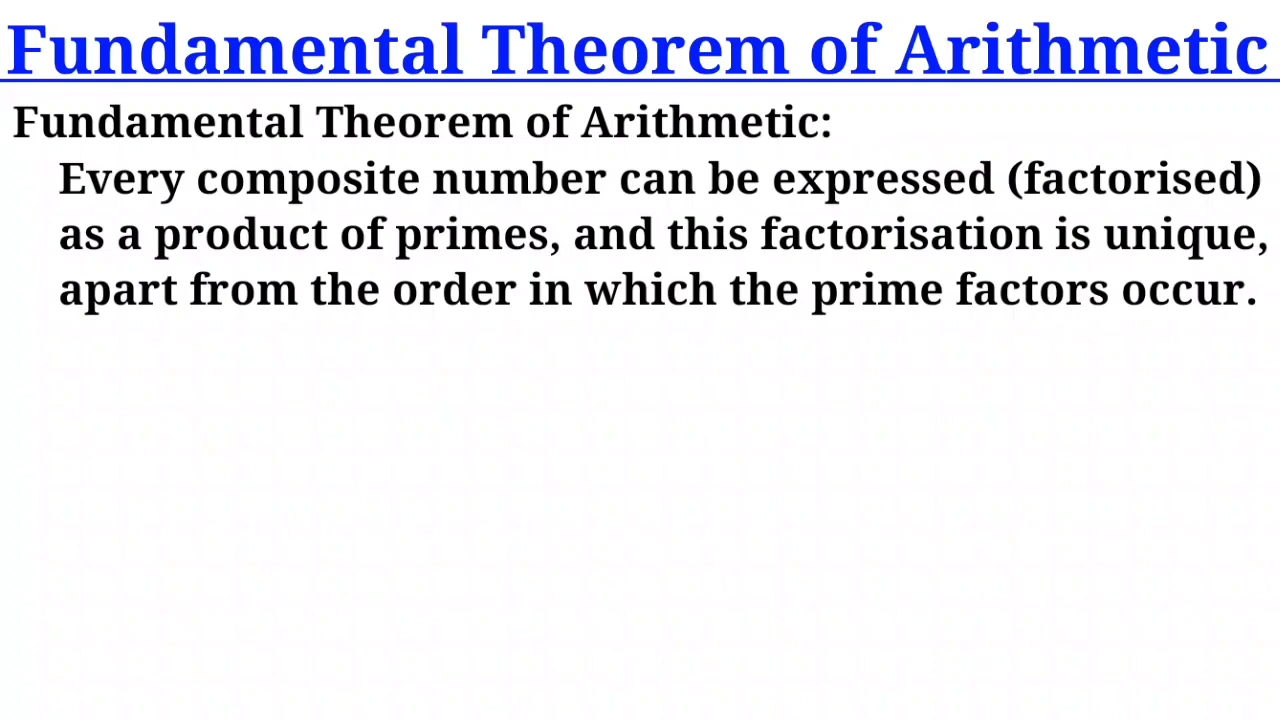 Fundamental Theorem of Arithmetic
Fundamental Theorem of Arithmetic:
Every composite number can be expressed (factorised)
as a product of primes, and this factorisation is unique,
apart from the order in which the prime factors occur.